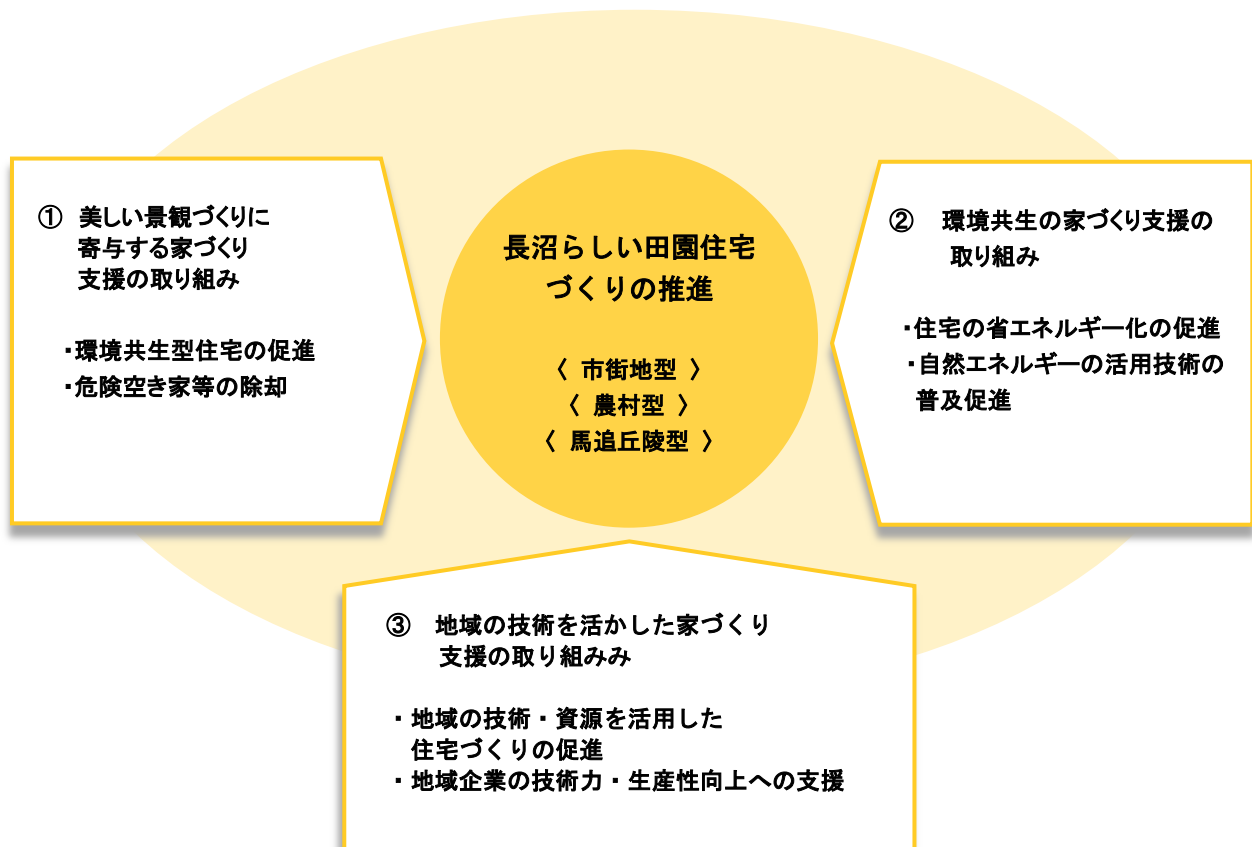 ① 美しい景観づくりに
寄与する家づくり
支援の取り組み
・環境共生型住宅の促進
・危険空き家等の除却
長沼らしい田園住宅
づくりの推進
〈 市街地型 〉
〈 農村型 〉
〈 馬追丘陵型 〉
② 環境共生の家づくり支援の
取り組み
・住宅の省エネルギー化の促進
・自然エネルギーの活用技術の
普及促進
③ 地域の技術を活かした家づくり
支援の取り組みみ
・地域の技術・資源を活用した
住宅づくりの促進
・地域企業の技術力・生産性向上への支援